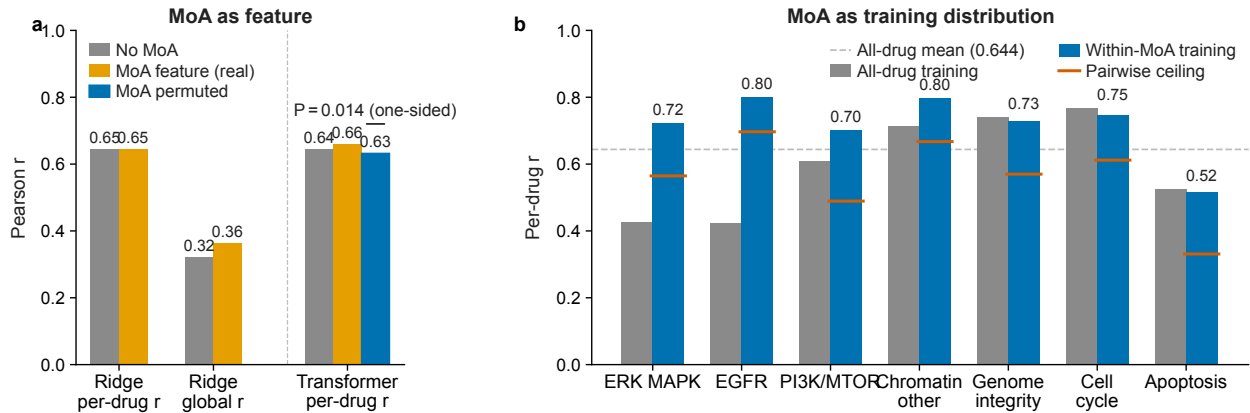 a
MoA as feature
No MoA
MoA feature (real)
MoA permuted
P = 0.014 (one-sided)
0.65
0.65
0.32
0.36
0.64
0.66
0.63
Pearson r
1.0
0.8
0.6
0.4
0.2
0.0
Ridge
per-drug r
Ridge
global r
Transformer
per-drug r
b
MoA as training distribution
All-drug mean (0.644)
All-drug training
Within-MoA training
Pairwise ceiling
0.72
0.80
0.70
0.80
0.73
0.75
0.52
Per-drug r
1.0
0.8
0.6
0.4
0.2
0.0
ERK MAPK
EGFR
PI3K/MTOR
Chromatin
other
Genome
integrity
Cell
cycle
Apoptosis